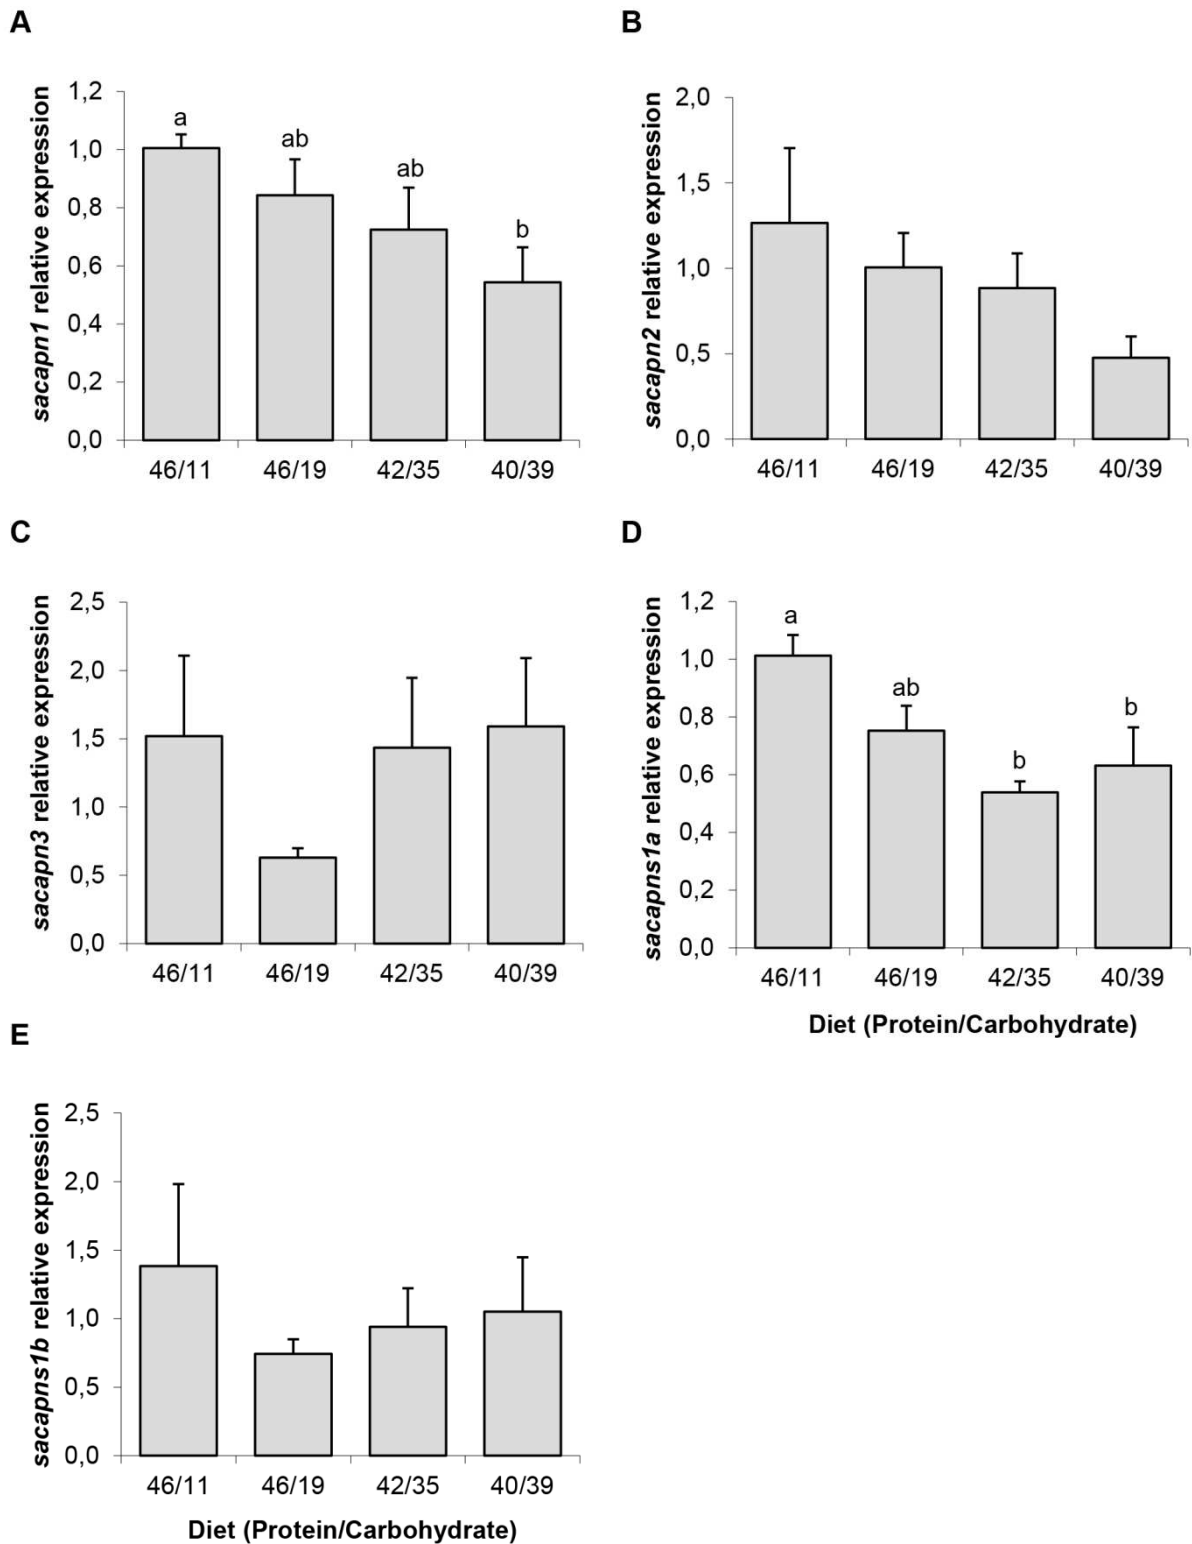 A
sacapn1 relative expression
1,2
1,0
0,8
0,6
0,4
0,2
0,0
a
ab
ab
b
46/11 46/19 42/35 40/39
B
sacapn2 relative expression
2,0
1,5
1,0
0,5
0,0
46/11 46/19 42/35 40/39
C
sacapn3 relative expression
2,5
2,0
1,5
1,0
0,5
0,0
46/11 46/19 42/35 40/39
D
sacapns1a relative expression
1,2
1,0
0,8
0,6
0,4
0,2
0,0
a
ab
b
b
46/11 46/19 42/35 40/39
Diet (Protein/Carbohydrate)
E
sacapns1b relative expression
2,5
2,0
1,5
1,0
0,5
0,0
46/11 46/19 42/35 40/39
Diet (Protein/Carbohydrate)